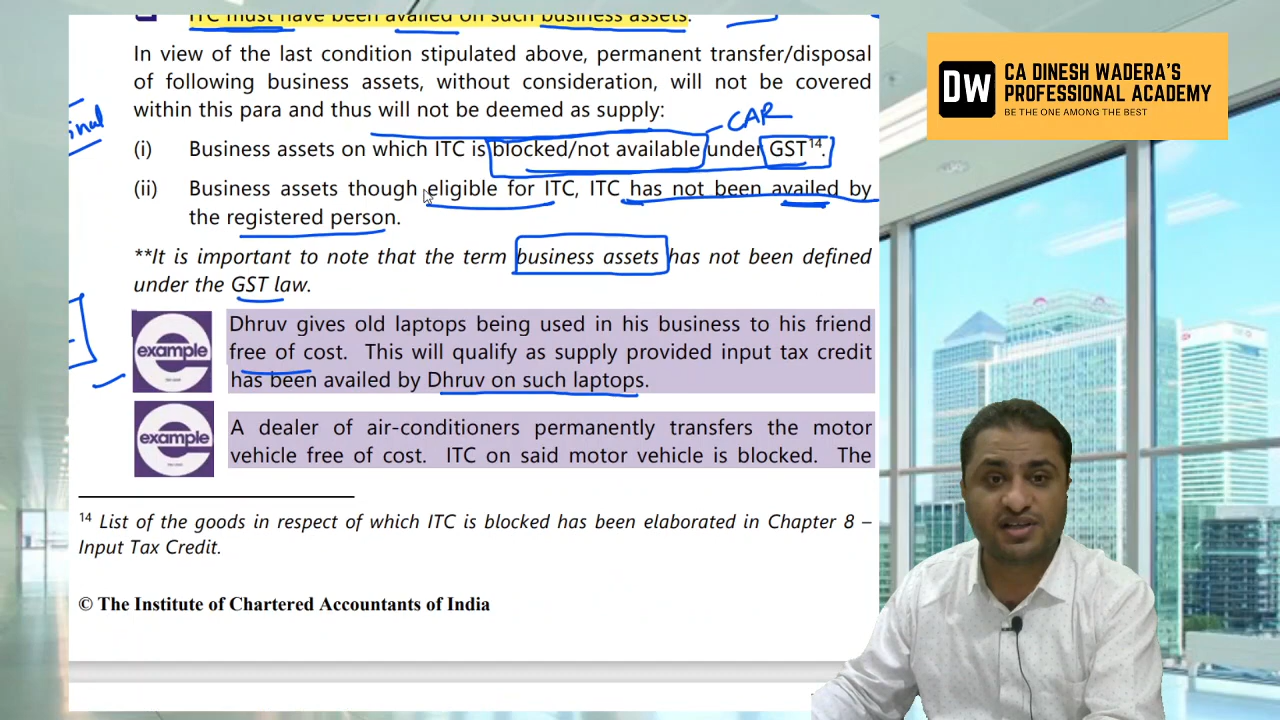 ITC must have been availed on such business assets.
In view of the last condition stipulated above, permanent transfer/disposal
of following business assets, without consideration, will not be covered
within this para and thus will not be deemed as supply:
CAR
inal
(i) Business assets on which ITC is blocked/not available under GST14.
(ii) Business assets though eligible for ITC, ITC has not been availed by
the registered person.
**It is important to note that the term business assets has not been defined
under the GST law.
example
Dhruv gives old laptops being used in his business to his friend
free of cost. This will qualify as supply provided input tax credit
has been availed by Dhruv on such laptops.
example
A dealer of air-conditioners permanently transfers the motor
vehicle free of cost. ITC on said motor vehicle is blocked. The
14 List of the goods in respect of which ITC is blocked has been elaborated in Chapter 8 –
Input Tax Credit.
© The Institute of Chartered Accountants of India
DW
CA DINESH WADERA'S
PROFESSIONAL ACADEMY
BE THE ONE AMONG THE BEST